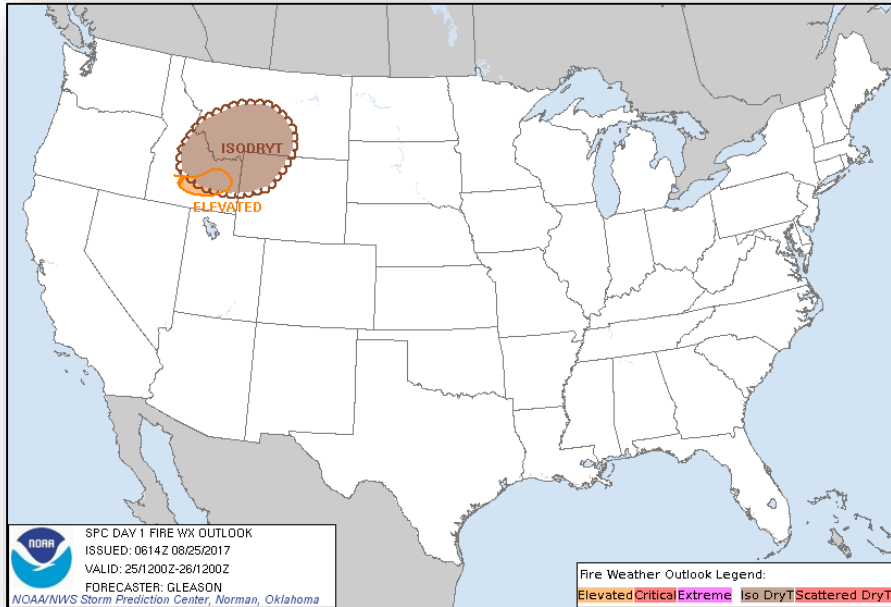 ISODRYT
ELEVATED
NOAA
SPC DAY 1 FIRE WX OUTLOOK
ISSUED: 0614Z 08/25/2017
VALID: 25/1200Z-26/1200Z
FORECASTER: GLEASON
NOAA/NWS Storm Prediction Center, Norman, Oklahoma
Fire Weather Outlook Legend:
Elevated Critical Extreme Iso DryT Scattered DryT